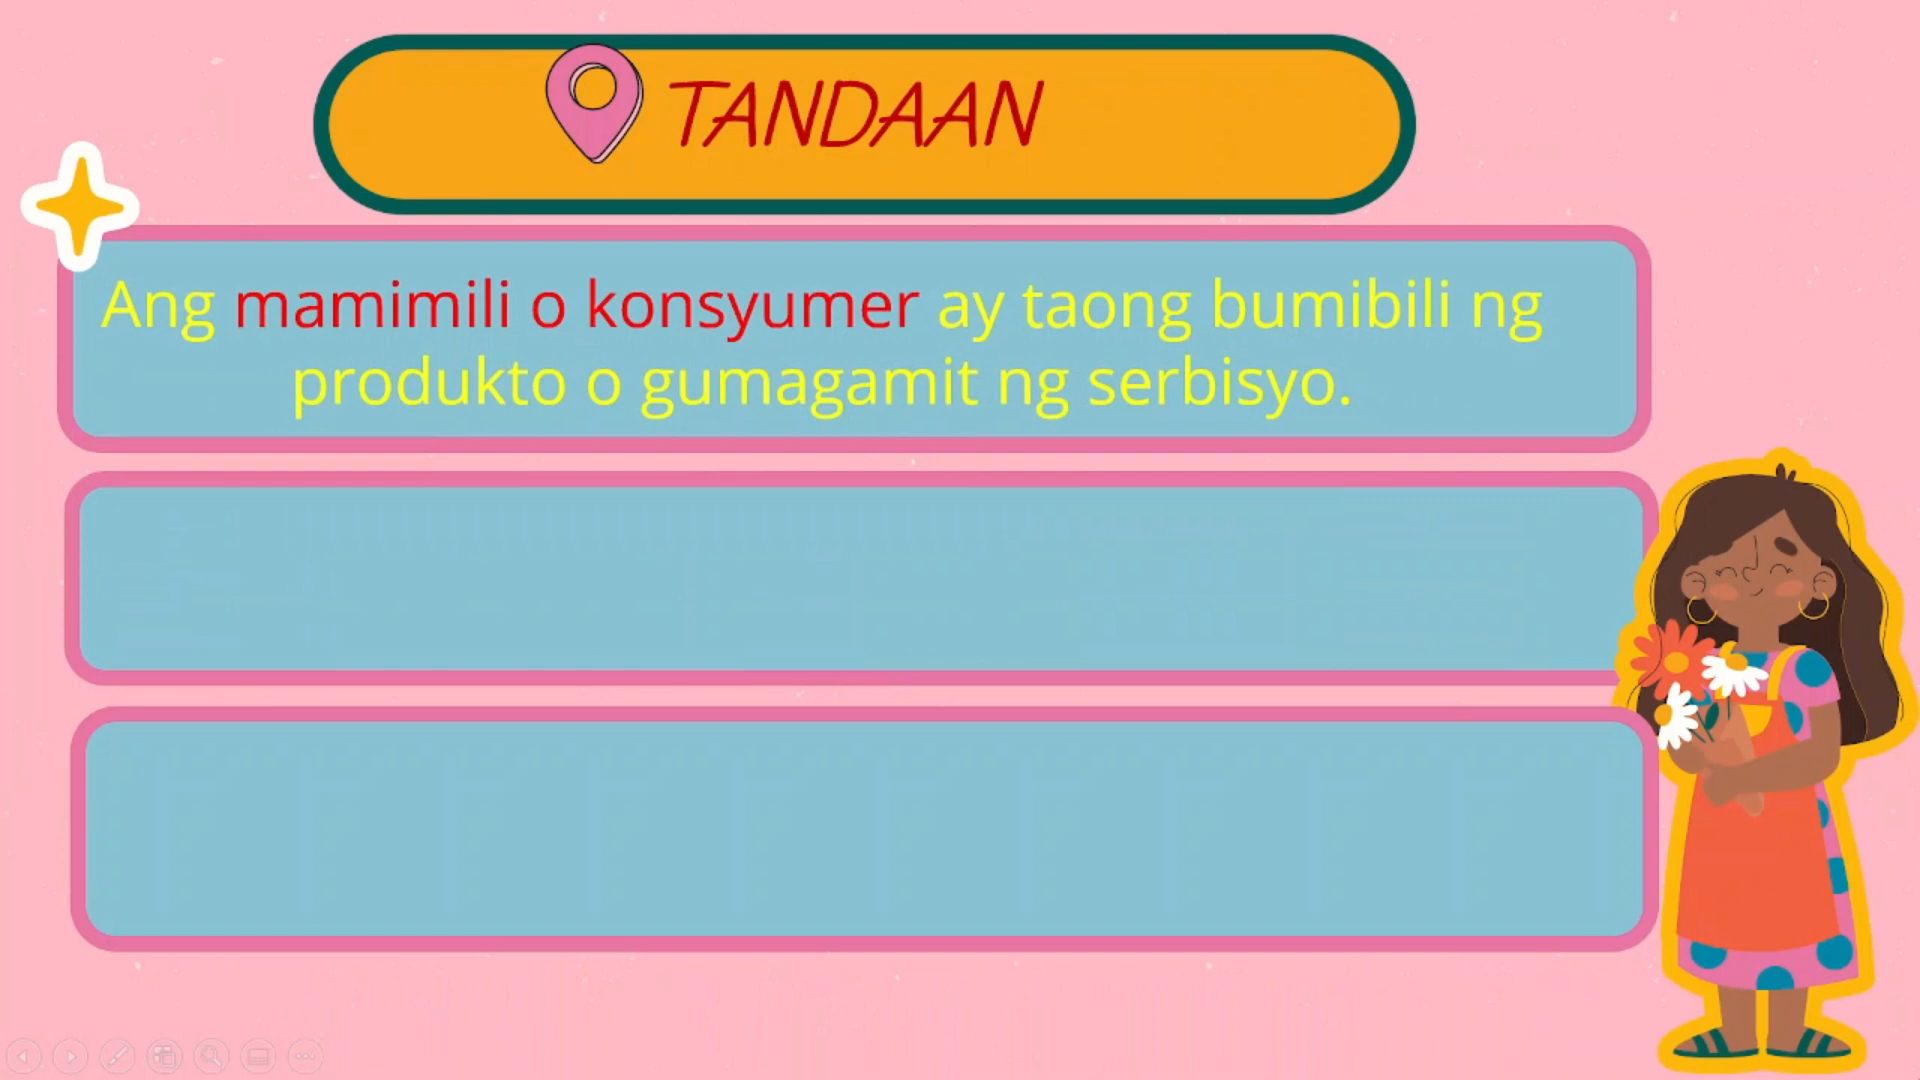 TANDAAN
Ang mamimili o konsyumer ay taong bumibili ng
produkto o gumagamit ng serbisyo.